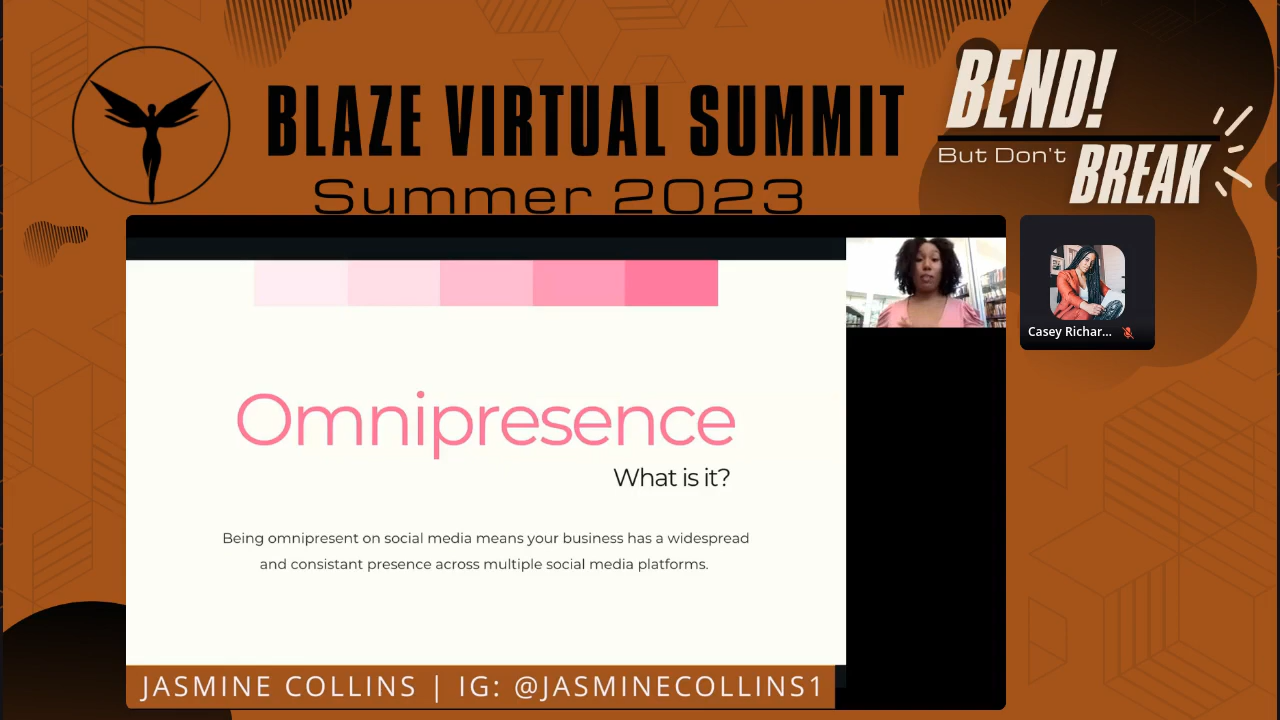 BLAZE VIRTUAL SUMMIT
Summer 2023
BEND!
But Don't
BREAK
Casey Richar...
Omnipresence
What is it?
Being omnipresent on social media means your business has a widespread
and consistant presence across multiple social media platforms.
JASMINE COLLINS | IG: @JASMINECOLLINS1